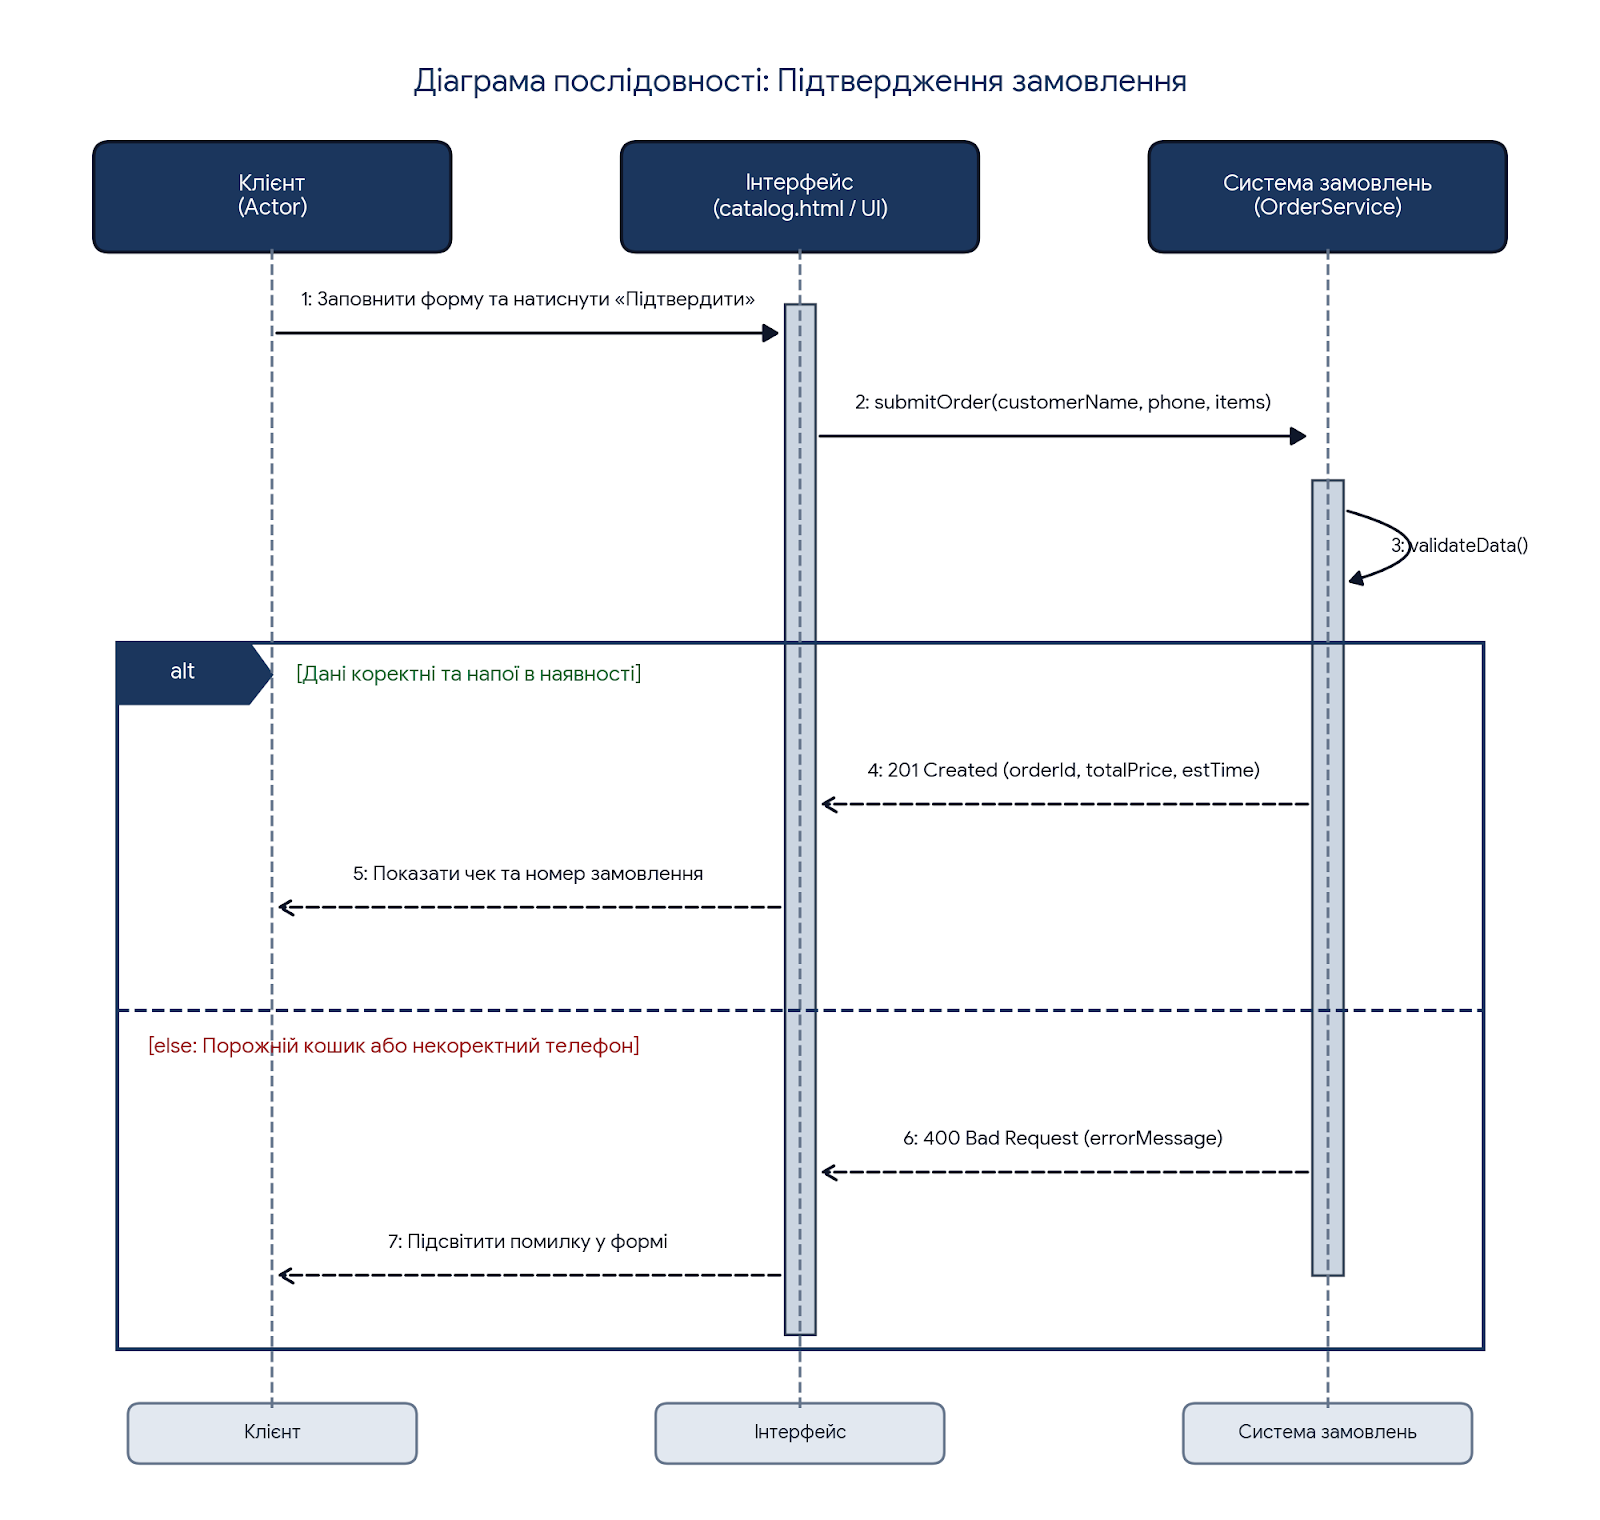 Діаграма послідовності: Підтвердження замовлення
Клієнт
(Actor)
Інтерфейс
(catalog.html / UI)
Система замовлень
(OrderService)
1: Заповнити форму та натиснути «Підтвердити»
2: submitOrder(customerName, phone, items)
3: validateData()
alt
[Дані коректні та напої в наявності]
4: 201 Created (orderId, totalPrice, estTime)
5: Показати чек та номер замовлення
[else: Порожній кошик або некоректний телефон]
6: 400 Bad Request (errorMessage)
7: Підсвітити помилку у формі
Клієнт
Інтерфейс
Система замовлень